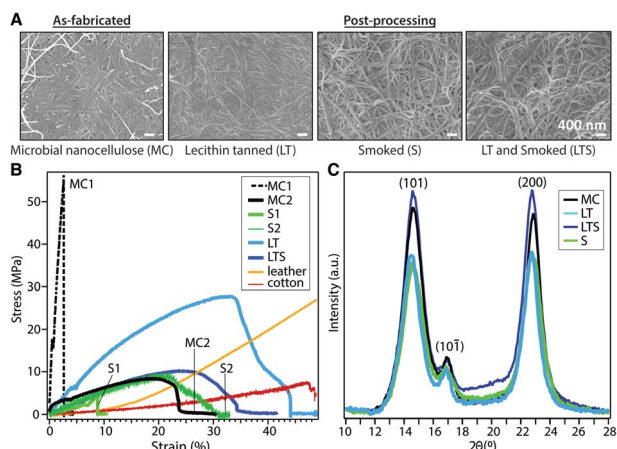 A
As-fabricated
Post-processing
400 nm
Microbial nanocellulose (MC)
Lecithin tanned (LT)
Smoked (S)
LT and Smoked (LTS)
B
MC1
MC1
MC2
S1
S2
LT
LTS
leather
cotton
MC2
S1
S2
50
40
30
20
10
0
Stress (MPa)
0
10
20
30
40
Strain (%)
C
(101)
(200)
(101̄)
MC
LT
LTS
S
Intensity (a.u.)
10
12
14
16
18
20
22
24
26
28
2θ(º)